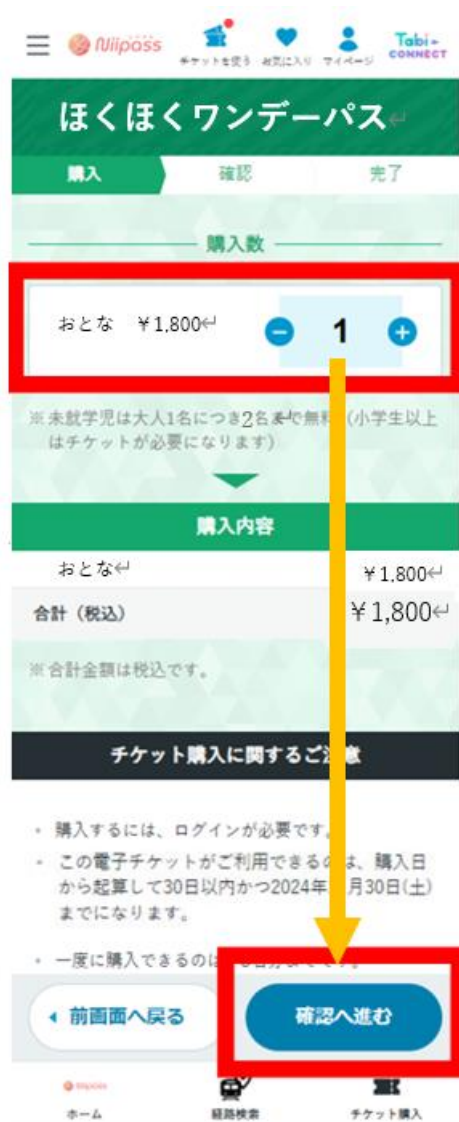 Niipass
チケットを使う お気に入り マイページ
Tabi-
CONNECT
ほくほくワンデーパス
購入 確認 完了
購入数
おとな ¥1,800
1
※未就学児は大人1名につき2名まで無料(小学生以上
はチケットが必要になります)
購入内容
おとな ¥1,800
合計(税込) ¥1,800
※合計金額は税込です。
チケット購入に関するご注意
・購入するには、ログインが必要です。
・この電子チケットがご利用できるのは、購入日
から起算して30日以内かつ2024年 月30日(土)
までになります。
・一度に購入できるのは
前画面へ戻る
確認へ進む
Niipass
ホーム 経路検索 チケット購入